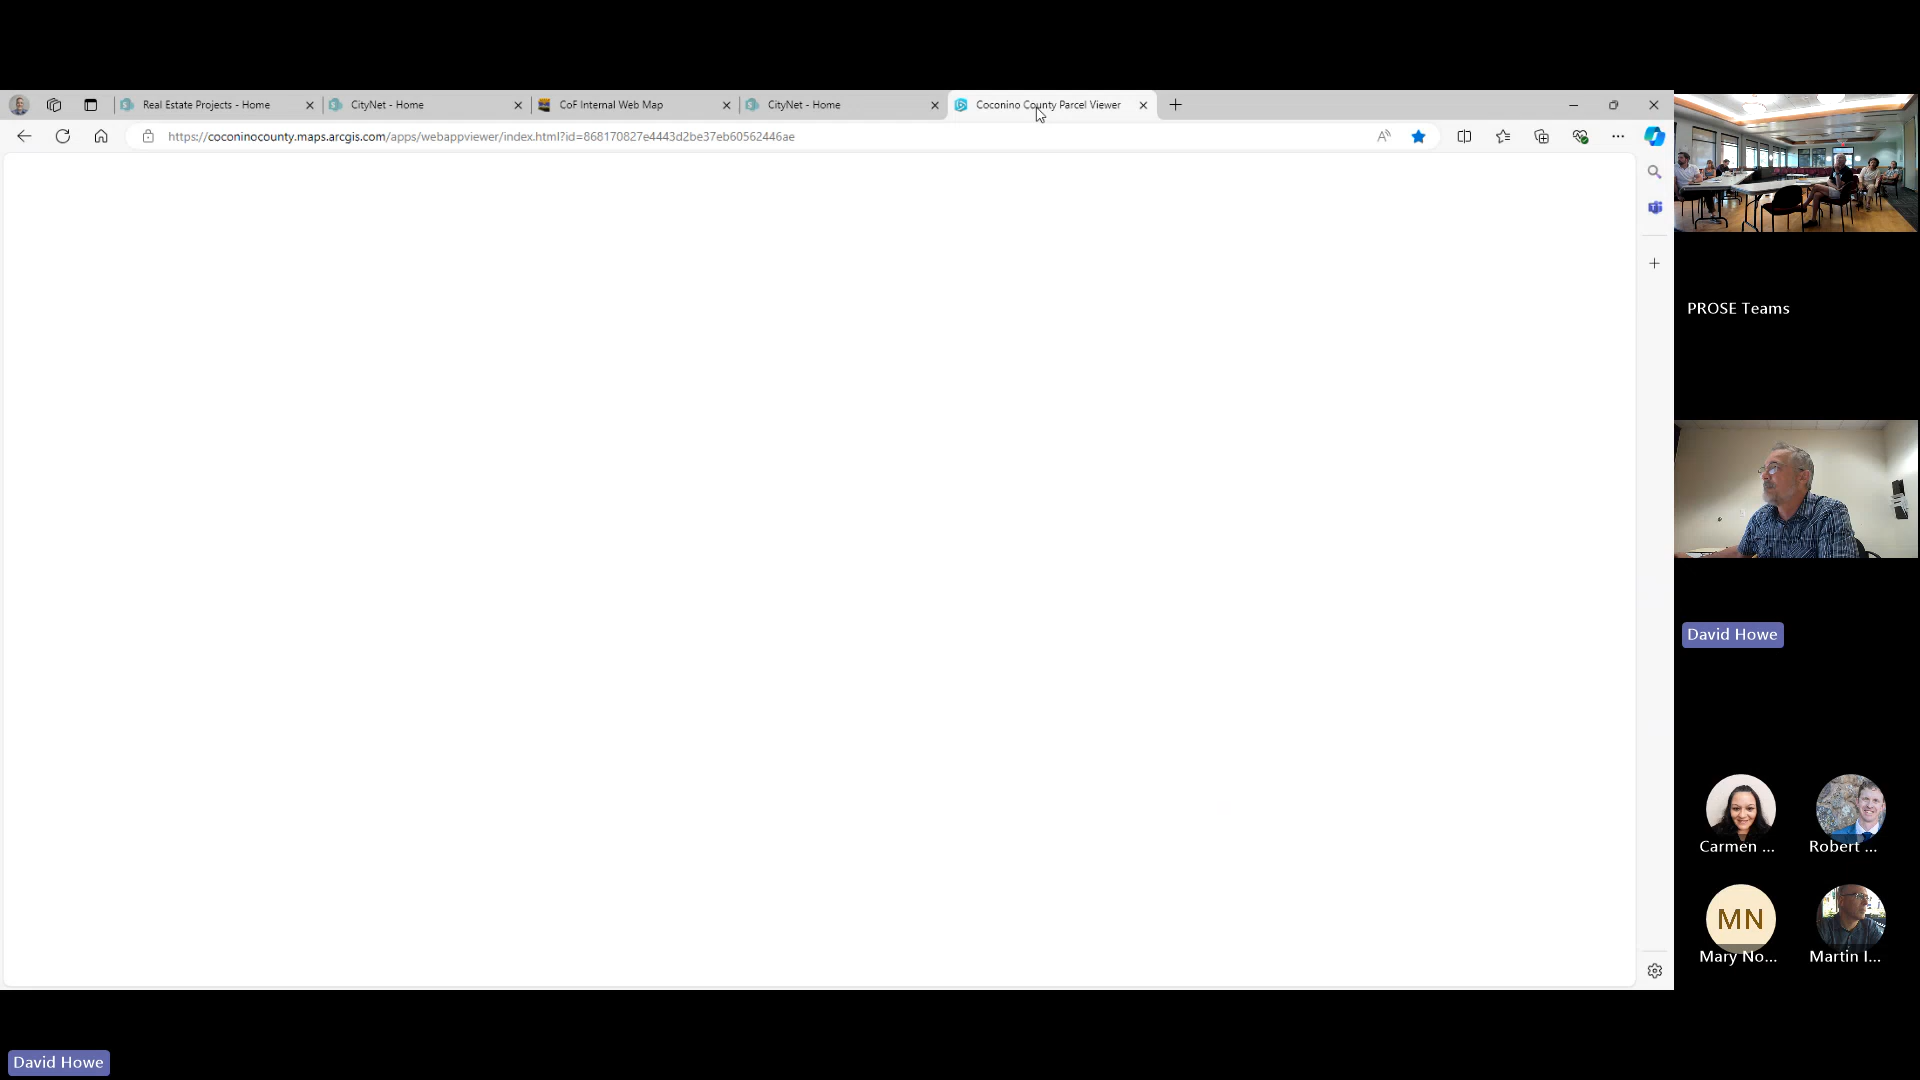 Real Estate Projects - Home
CityNet - Home
CoF Internal Web Map
CityNet - Home
Coconino County Parcel Viewer
https://coconinocounty.maps.arcgis.com/apps/webappviewer/index.html?id=868170827e4443d2be37eb60562446ae
PROSE Teams
David Howe
Carmen ...
Robert ...
MN
Mary No...
Martin I...
David Howe